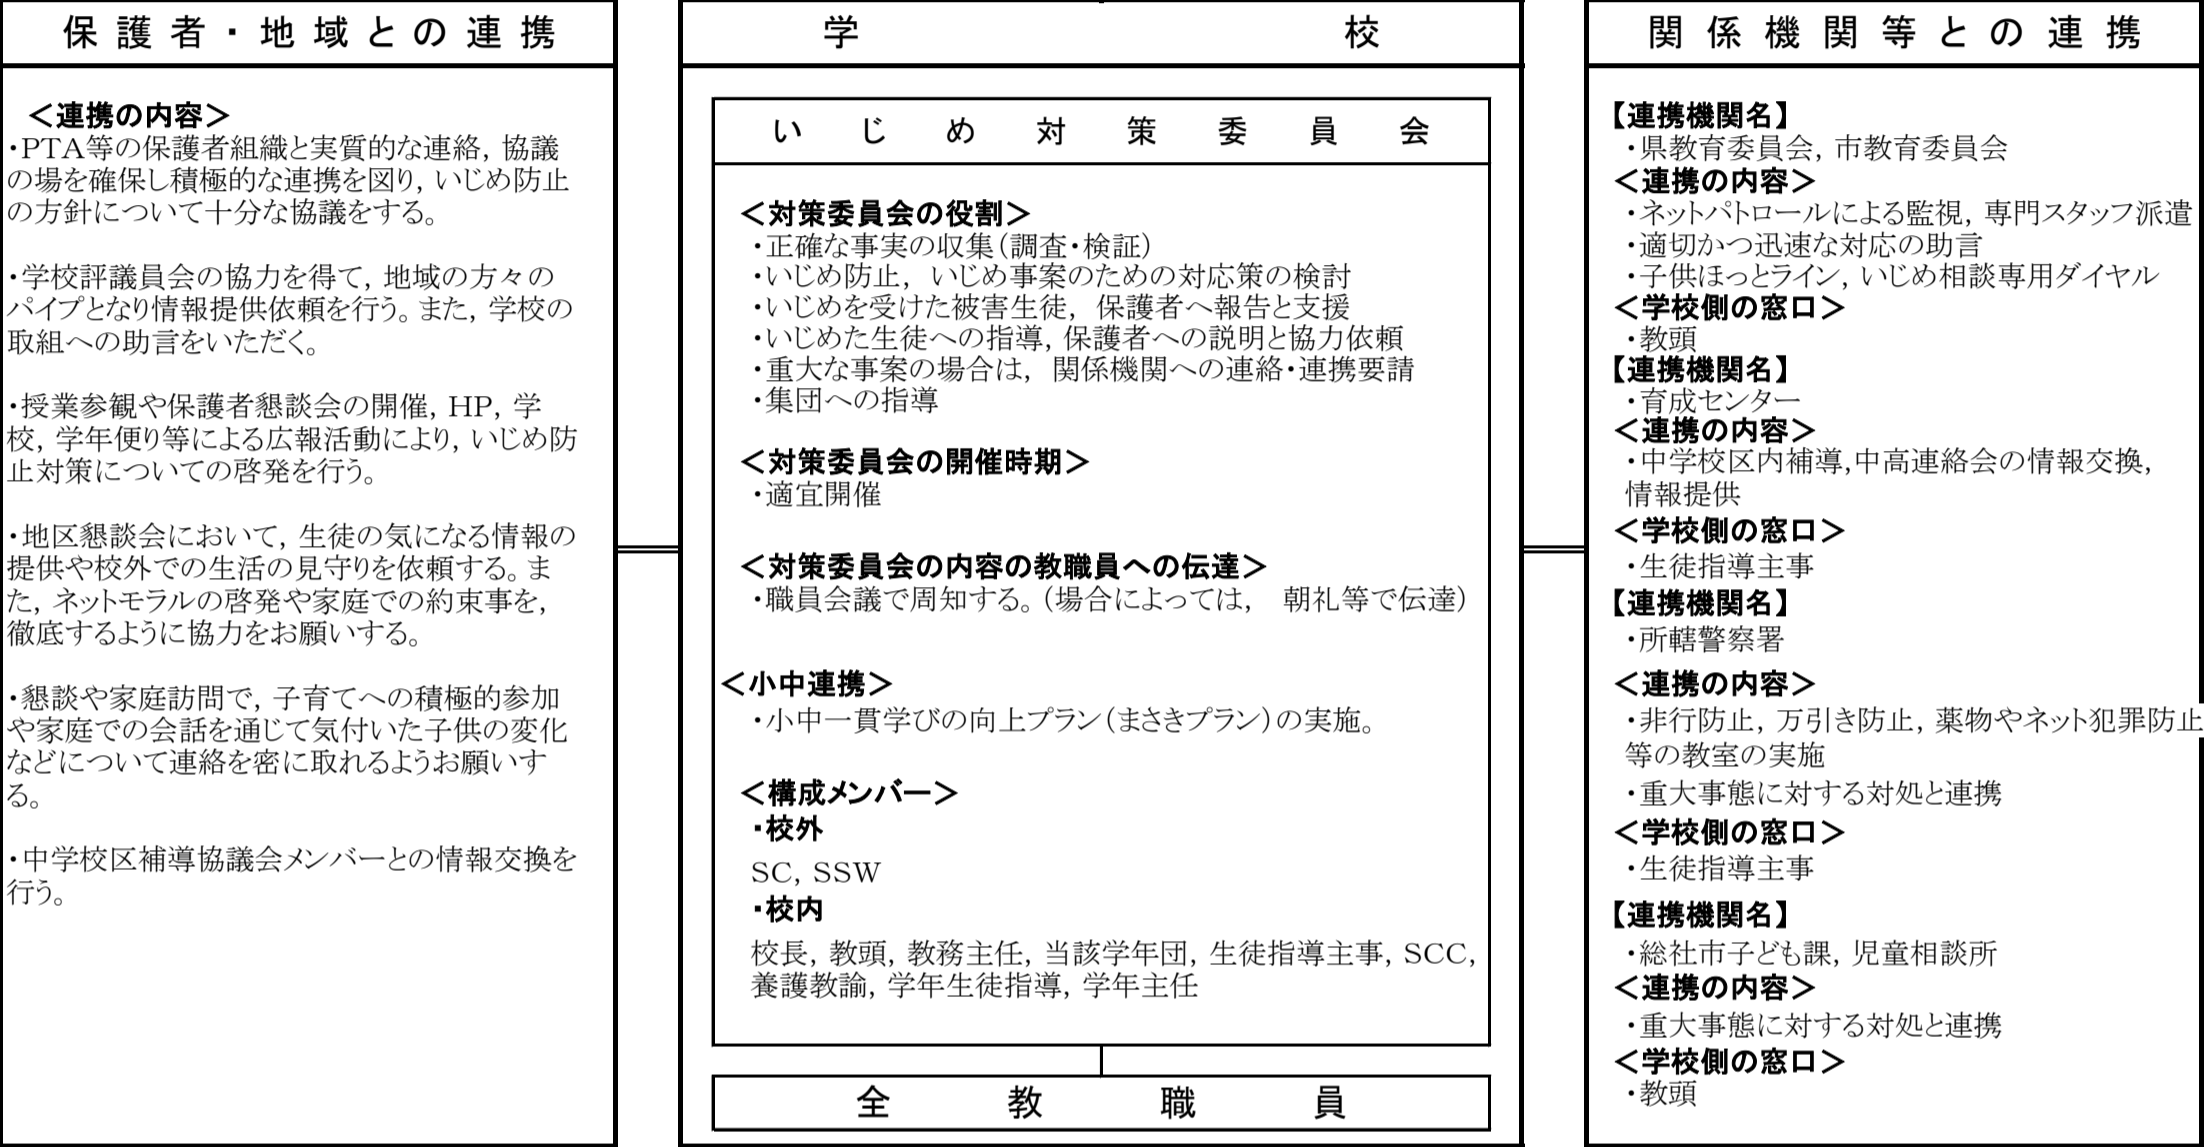 保護者・地域との連携
＜連携の内容＞
・PTA等の保護者組織と実質的な連絡，協議
の場を確保し積極的な連携を図り，いじめ防止
の方針について十分な協議をする。
・学校評議員会の協力を得て，地域の方々の
パイプとなり情報提供依頼を行う。また，学校の
取組への助言をいただく。
・授業参観や保護者懇談会の開催，HP，学
校，学年便り等による広報活動により，いじめ防
止対策についての啓発を行う。
・地区懇談会において，生徒の気になる情報の
提供や校外での生活の見守りを依頼する。ま
た，ネットモラルの啓発や家庭での約束事を，
徹底するように協力をお願いする。
・懇談や家庭訪問で，子育てへの積極的参加
や家庭での会話を通じて気付いた子供の変化
などについて連絡を密に取れるようお願いす
る。
・中学校区補導協議会メンバーとの情報交換を
行う。
学校
いじめ対策委員会
＜対策委員会の役割＞
・正確な事実の収集（調査・検証）
・いじめ防止，いじめ事案のための対応策の検討
・いじめを受けた被害生徒，保護者へ報告と支援
・いじめた生徒への指導，保護者への説明と協力依頼
・重大な事案の場合は，関係機関への連絡・連携要請
・集団への指導
＜対策委員会の開催時期＞
・適宜開催
＜対策委員会の内容の教職員への伝達＞
・職員会議で周知する。（場合によっては，　朝礼等で伝達）
＜小中連携＞
・小中一貫学びの向上プラン（まさきプラン）の実施。
＜構成メンバー＞
・校外
SC，SSW
・校内
校長，教頭，教務主任，当該学年団，生徒指導主事，SCC，
養護教諭，学年生徒指導，学年主任
全教職員
関係機関等との連携
【連携機関名】
・県教育委員会，市教育委員会
＜連携の内容＞
・ネットパトロールによる監視，専門スタッフ派遣
・適切かつ迅速な対応の助言
・子供ほっとライン，いじめ相談専用ダイヤル
＜学校側の窓口＞
・教頭
【連携機関名】
・育成センター
＜連携の内容＞
・中学校区内補導,中高連絡会の情報交換，
情報提供
＜学校側の窓口＞
・生徒指導主事
【連携機関名】
・所轄警察署
＜連携の内容＞
・非行防止，万引き防止，薬物やネット犯罪防止
等の教室の実施
・重大事態に対する対処と連携
＜学校側の窓口＞
・生徒指導主事
【連携機関名】
・総社市子ども課，児童相談所
＜連携の内容＞
・重大事態に対する対処と連携
＜学校側の窓口＞
・教頭